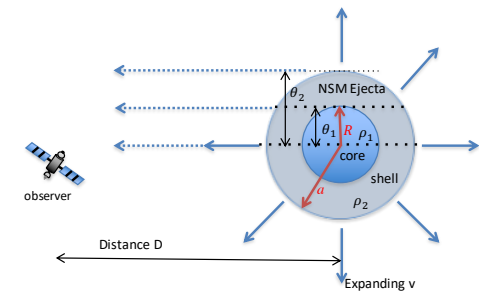 NSM Ejecta
θ₂
θ₁
R
ρ₁
core
shell
a
ρ₂
observer
Distance D
Expanding v